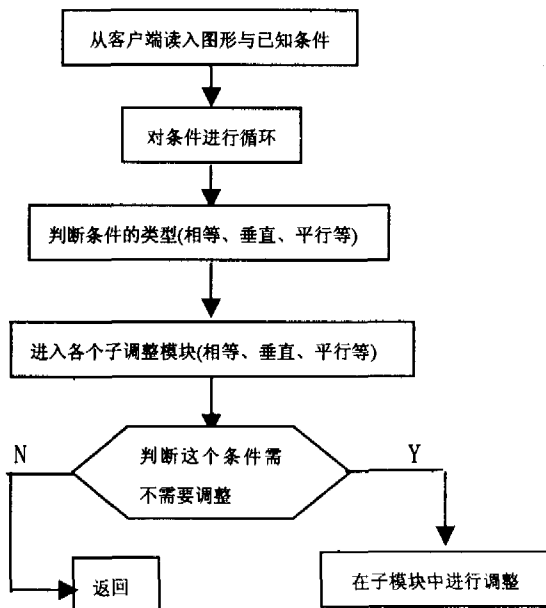 从客户端读入图形与已知条件
对条件进行循环
判断条件的类型(相等、垂直、平行等)
进入各个子调整模块(相等、垂直、平行等)
N
判断这个条件需
不需要调整
Y
返回
在子模块中进行调整